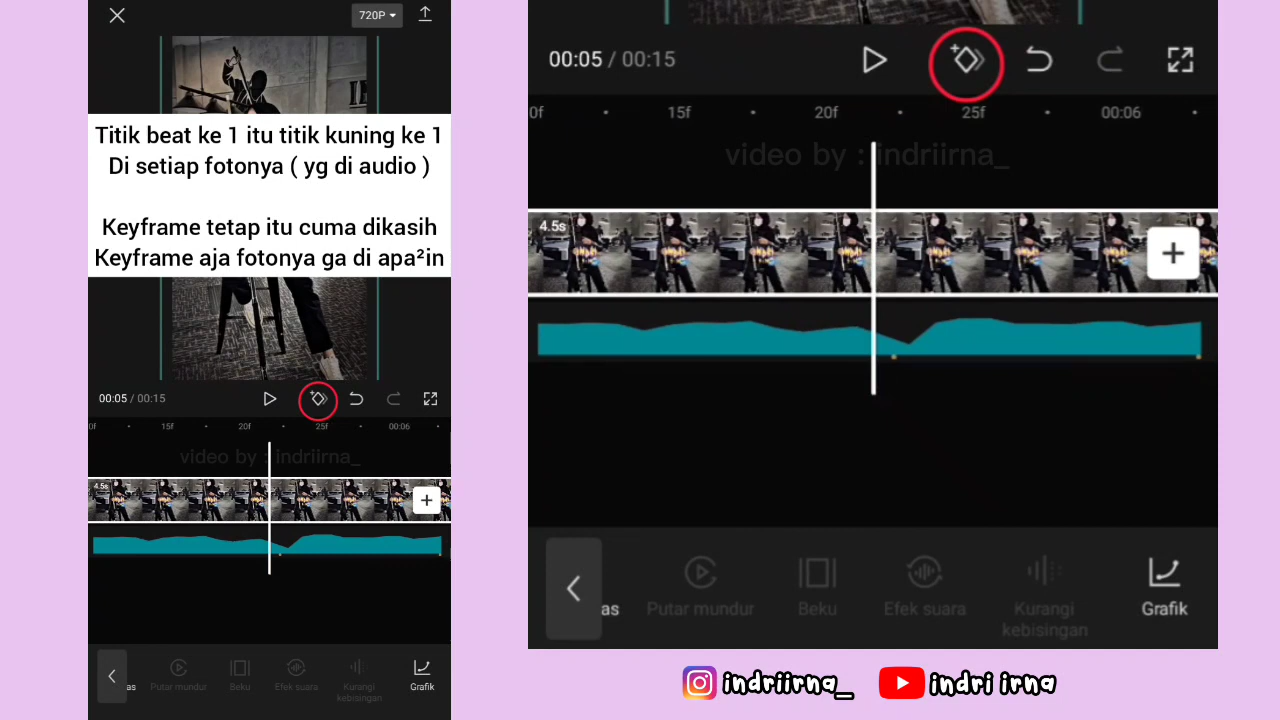 720P
Titik beat ke 1 itu titik kuning ke 1
Di setiap fotonya ( yg di audio )
Keyframe tetap itu cuma dikasih
Keyframe aja fotonya ga di apa²in
00:05 / 00:15
0f 15f 20f 25f 00:06
video by : indriirna_
4.5s
+
as Putar mundur Beku Efek suara Kurangi kebisingan Grafik
00:05 / 00:15
0f 15f 20f 25f 00:06
video by : indriirna_
4.5s
+
as Putar mundur Beku Efek suara Kurangi
kebisingan
Grafik
indriirna_ indri irna